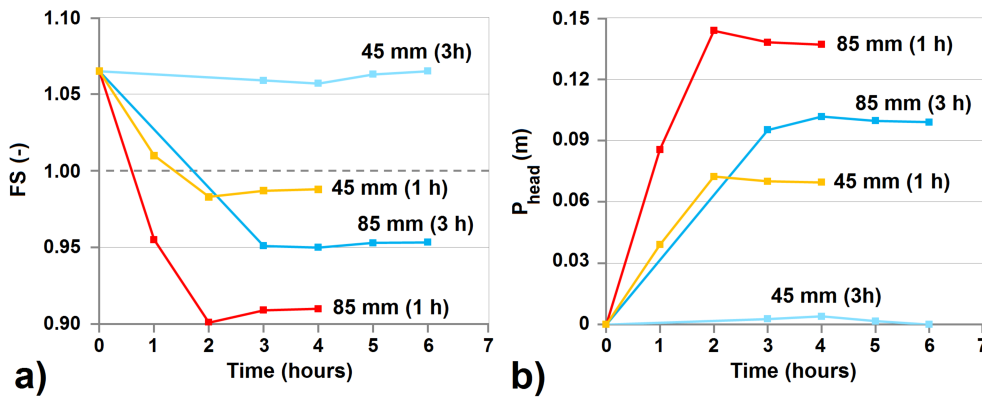 1.10
1.05
1.00
0.95
0.90
FS (-)
45 mm (3h)
45 mm (1 h)
85 mm (3 h)
85 mm (1 h)
0 1 2 3 4 5 6 7
Time (hours)
a)
0.15
0.12
0.09
0.06
0.03
0
P_head (m)
85 mm (1 h)
85 mm (3 h)
45 mm (1 h)
45 mm (3h)
0 1 2 3 4 5 6 7
Time (hours)
b)